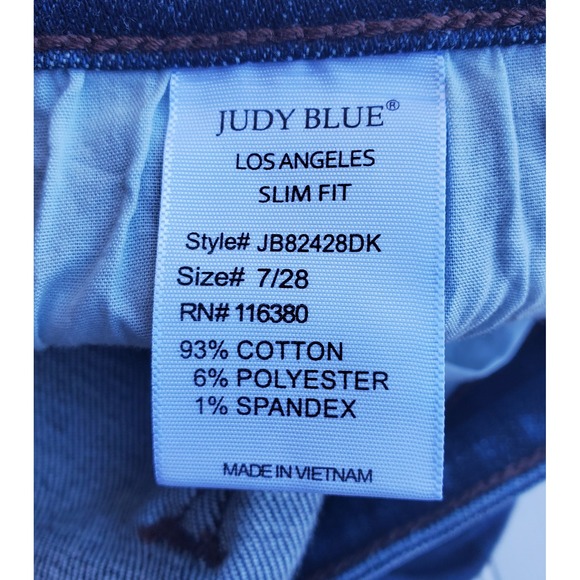 JUDY BLUE®
LOS ANGELES
SLIM FIT
Style# JB82428DK
Size# 7/28
RN# 116380
93% COTTON
6% POLYESTER
1% SPANDEX
MADE IN VIETNAM